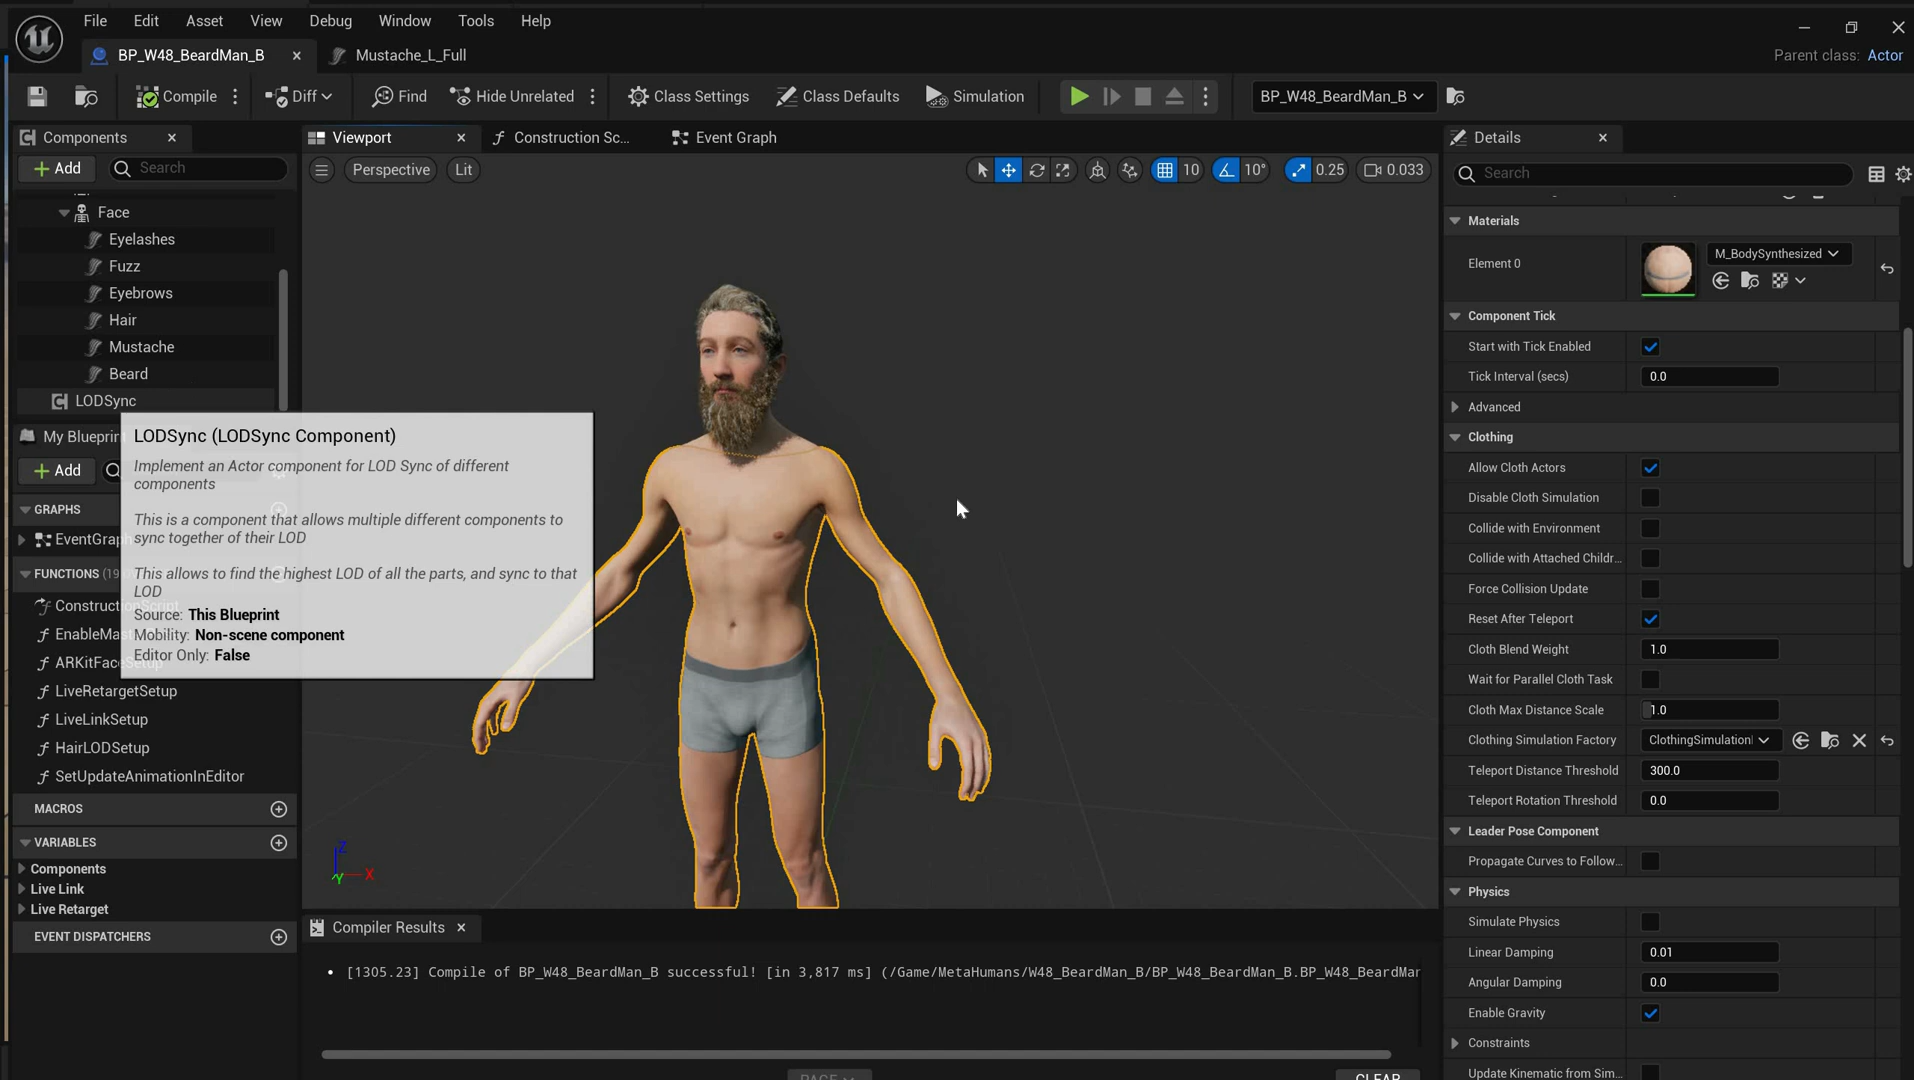 File Edit Asset View Debug Window Tools Help
BP_W48_BeardMan_B Mustache_L_Full Parent class: Actor
Compile Diff Find Hide Unrelated Class Settings Class Defaults Simulation BP_W48_BeardMan_B
Components Viewport Construction Sc... Event Graph Details
Add Search Perspective Lit 10 10° 0.25 0.033 Search
Face
Eyelashes
Fuzz
Eyebrows
Hair
Mustache
Beard
LODSync
My Blueprin
Add
GRAPHS
EventGraph
FUNCTIONS (19
ConstructionScript
EnableMas
ARKitFaceSetup
LiveRetargetSetup
LiveLinkSetup
HairLODSetup
SetUpdateAnimationInEditor
MACROS
VARIABLES
Components
Live Link
Live Retarget
EVENT DISPATCHERS
LODSync (LODSync Component)
Implement an Actor component for LOD Sync of different
components
This is a component that allows multiple different components to
sync together of their LOD
This allows to find the highest LOD of all the parts, and sync to that
LOD
Source: This Blueprint
Mobility: Non-scene component
Editor Only: False
Z
Y X
Compiler Results
• [1305.23] Compile of BP_W48_BeardMan_B successful! [in 3,817 ms] (/Game/MetaHumans/W48_BeardMan_B/BP_W48_BeardMan_B.BP_W48_BeardMar
PAGE CLEAR
Materials
Element 0 M_BodySynthesized
Component Tick
Start with Tick Enabled
Tick Interval (secs) 0.0
Advanced
Clothing
Allow Cloth Actors
Disable Cloth Simulation
Collide with Environment
Collide with Attached Childr...
Force Collision Update
Reset After Teleport
Cloth Blend Weight 1.0
Wait for Parallel Cloth Task
Cloth Max Distance Scale 1.0
Clothing Simulation Factory ClothingSimulationI
Teleport Distance Threshold 300.0
Teleport Rotation Threshold 0.0
Leader Pose Component
Propagate Curves to Follow...
Physics
Simulate Physics
Linear Damping 0.01
Angular Damping 0.0
Enable Gravity
Constraints
Update Kinematic from Sim...